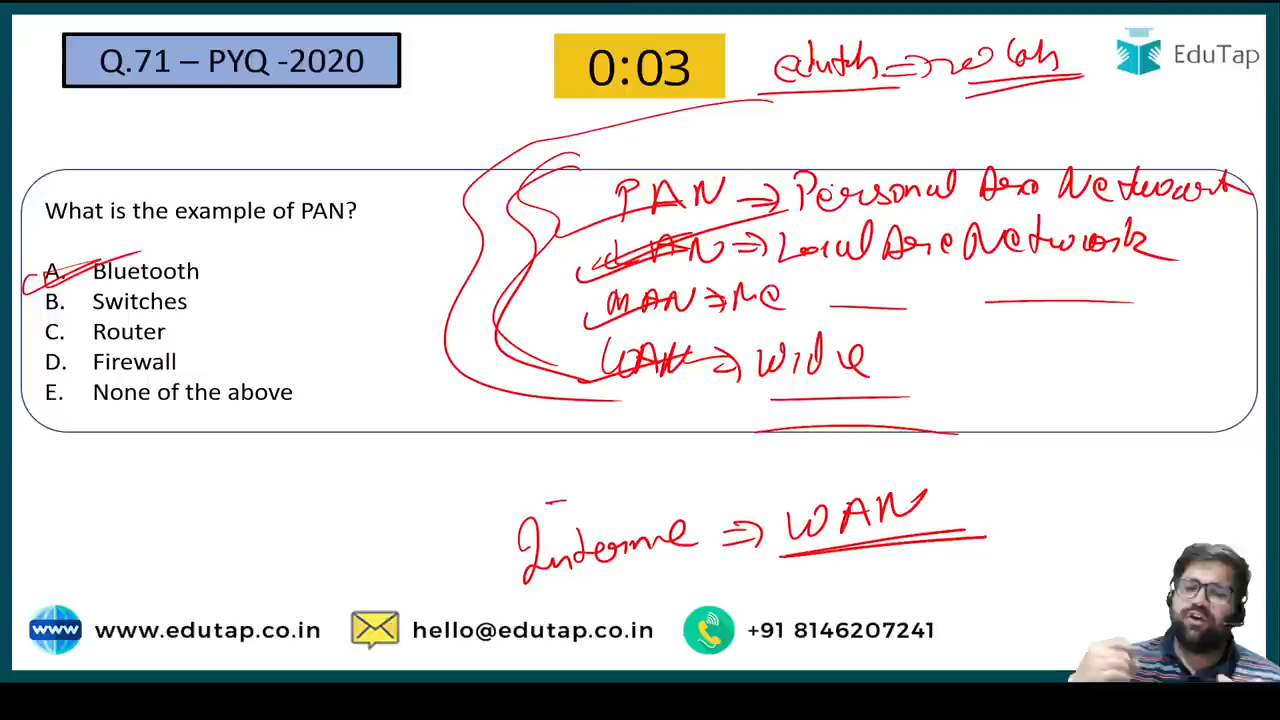 Q.71 – PYQ -2020
0:03
EduTap
What is the example of PAN?
A. Bluetooth
B. Switches
C. Router
D. Firewall
E. None of the above
PAN ⇒ Personal Area Network
LAN ⇒ Local Area Network
MAN ⇒ Me
WAN ⇒ Wide
⇒ WAN
www www.edutap.co.in
hello@edutap.co.in
+91 8146207241